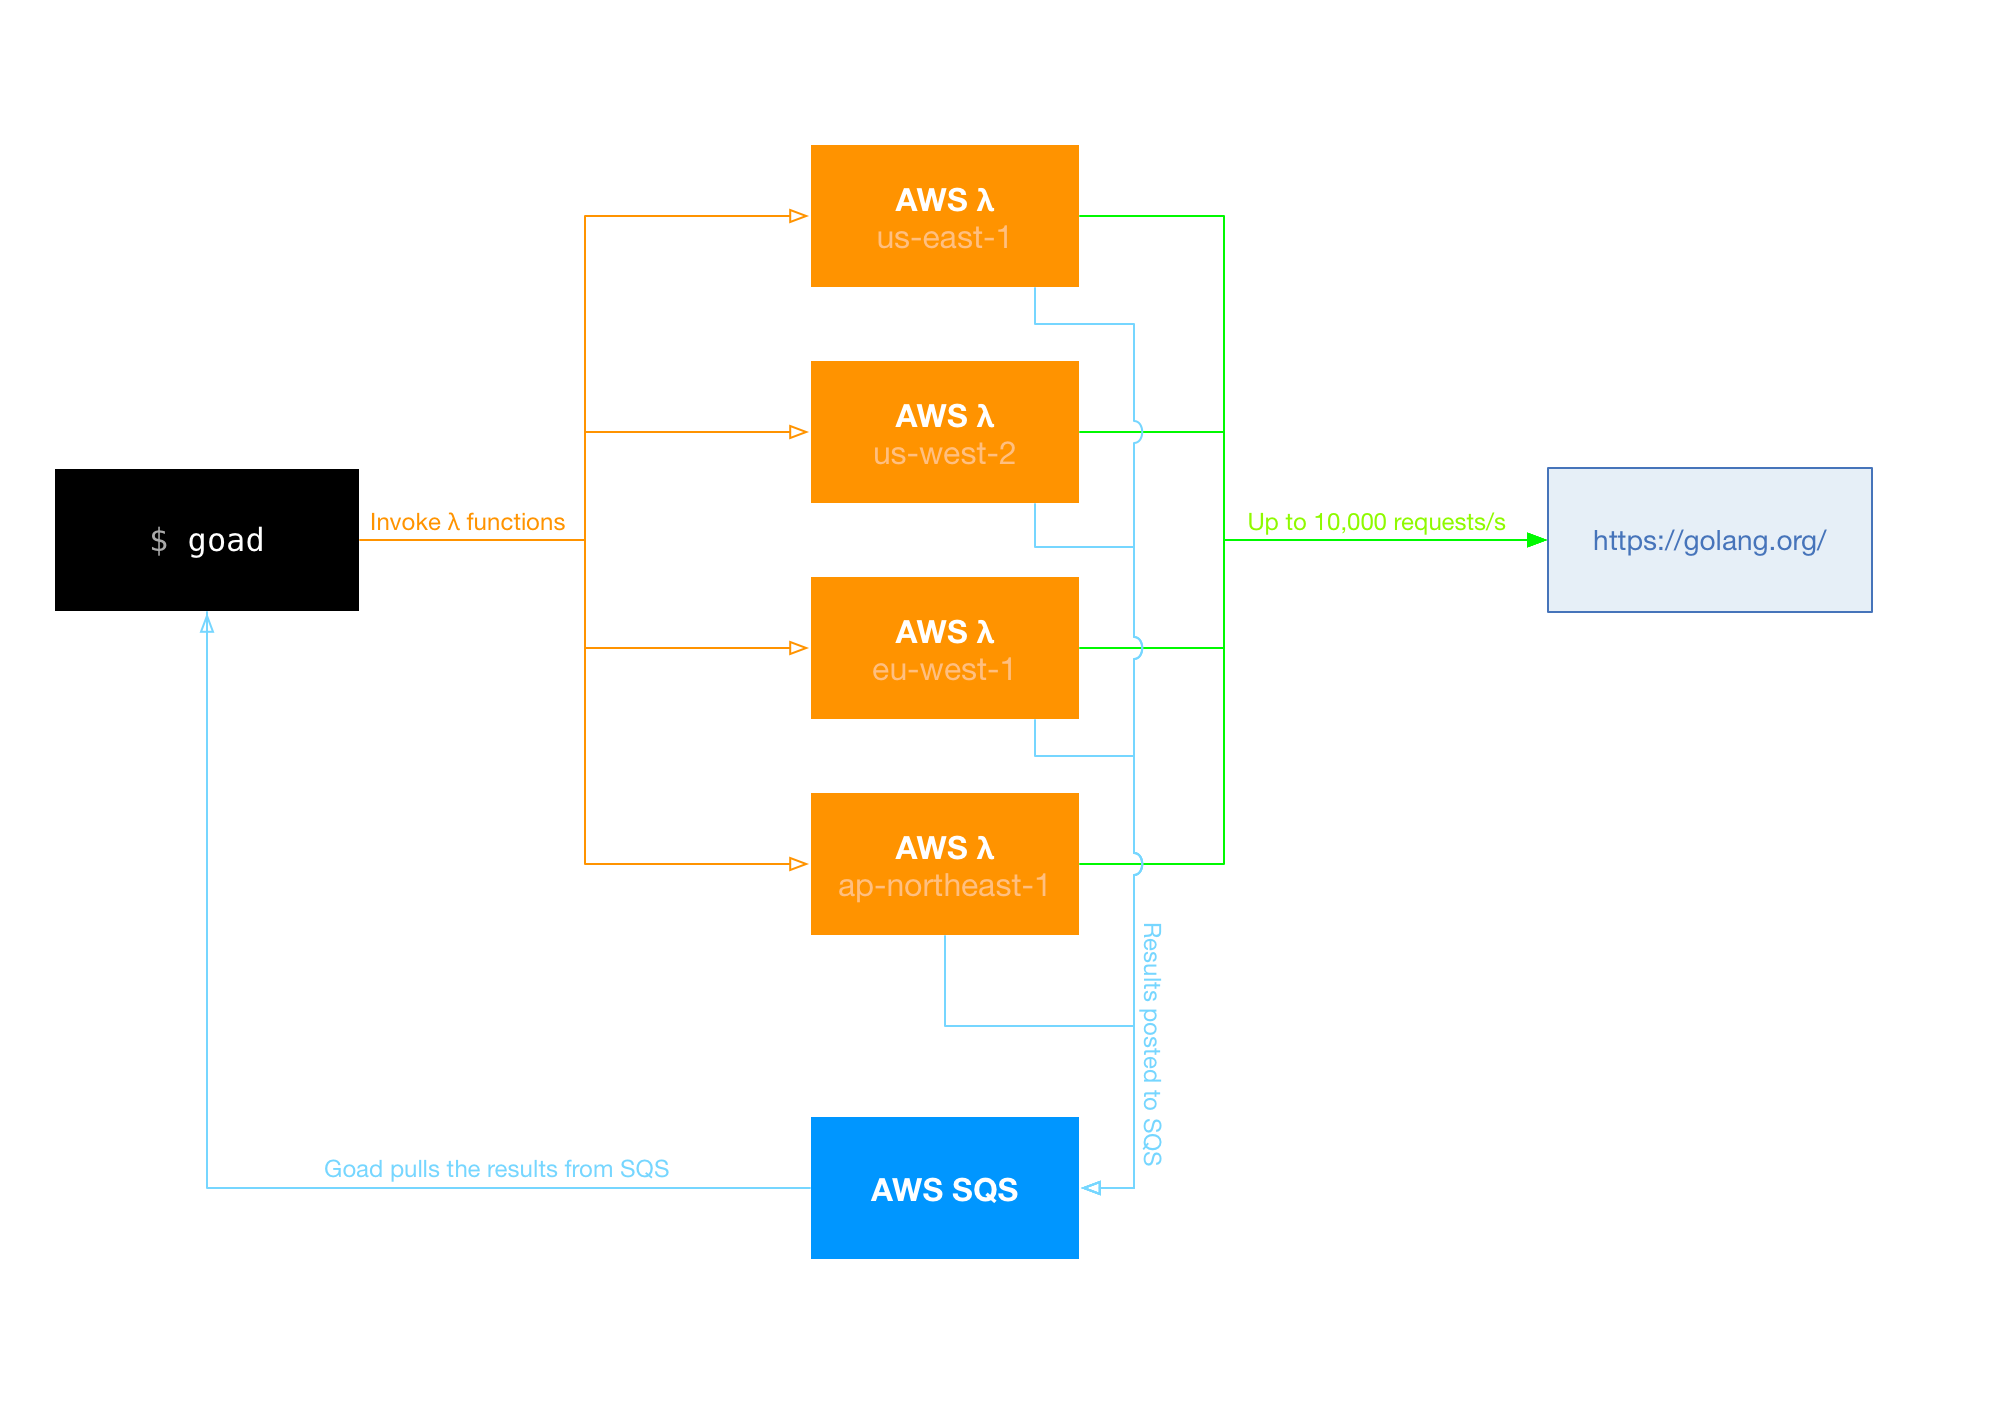 AWS λ
us-east-1
AWS λ
us-west-2
$ goad
Invoke λ functions
Up to 10,000 requests/s
https://golang.org/
AWS λ
eu-west-1
AWS λ
ap-northeast-1
Results posted to SQS
Goad pulls the results from SQS
AWS SQS